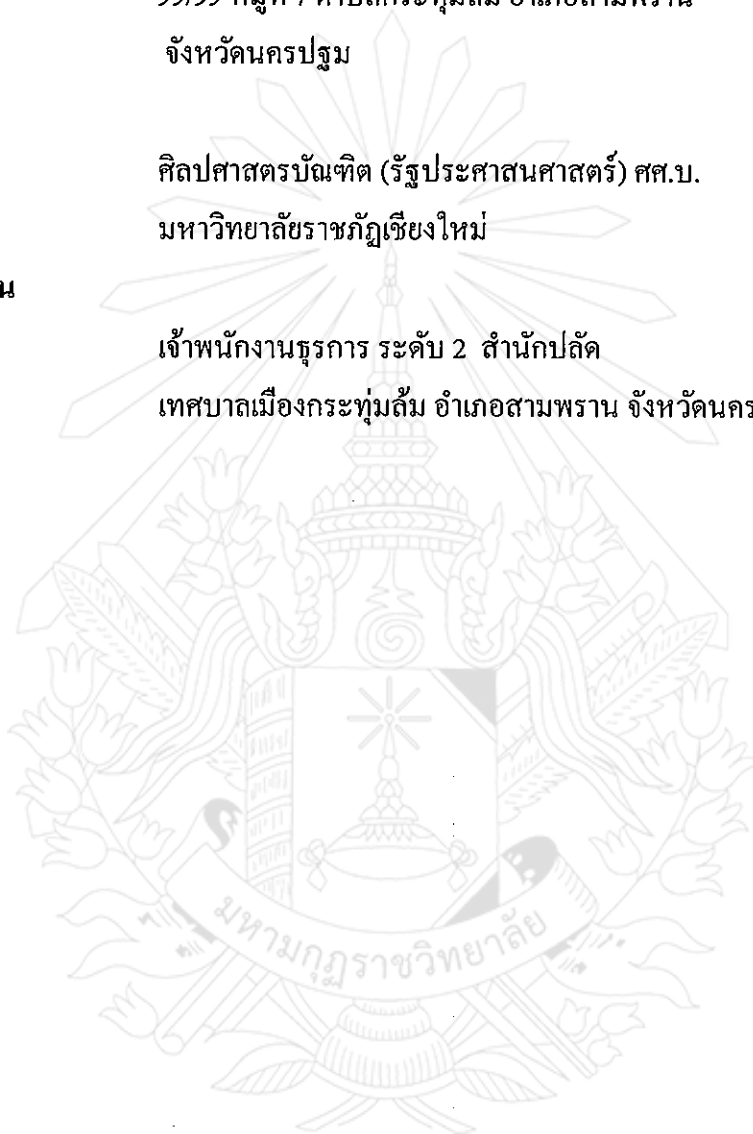 จังหวัดนครปฐม
ศิลปศาสตรบัณฑิต (รัฐประศาสนศาสตร์) ศศ.บ.
มหาวิทยาลัยราชภัฏเชียงใหม่
น
เจ้าพนักงานธุรการ ระดับ 2 สำนักปลัด
เทศบาลเมืองกระทุ่มล้ม อำเภอสามพราน จังหวัดนคร
มหามกุฏราชวิทยาลัย